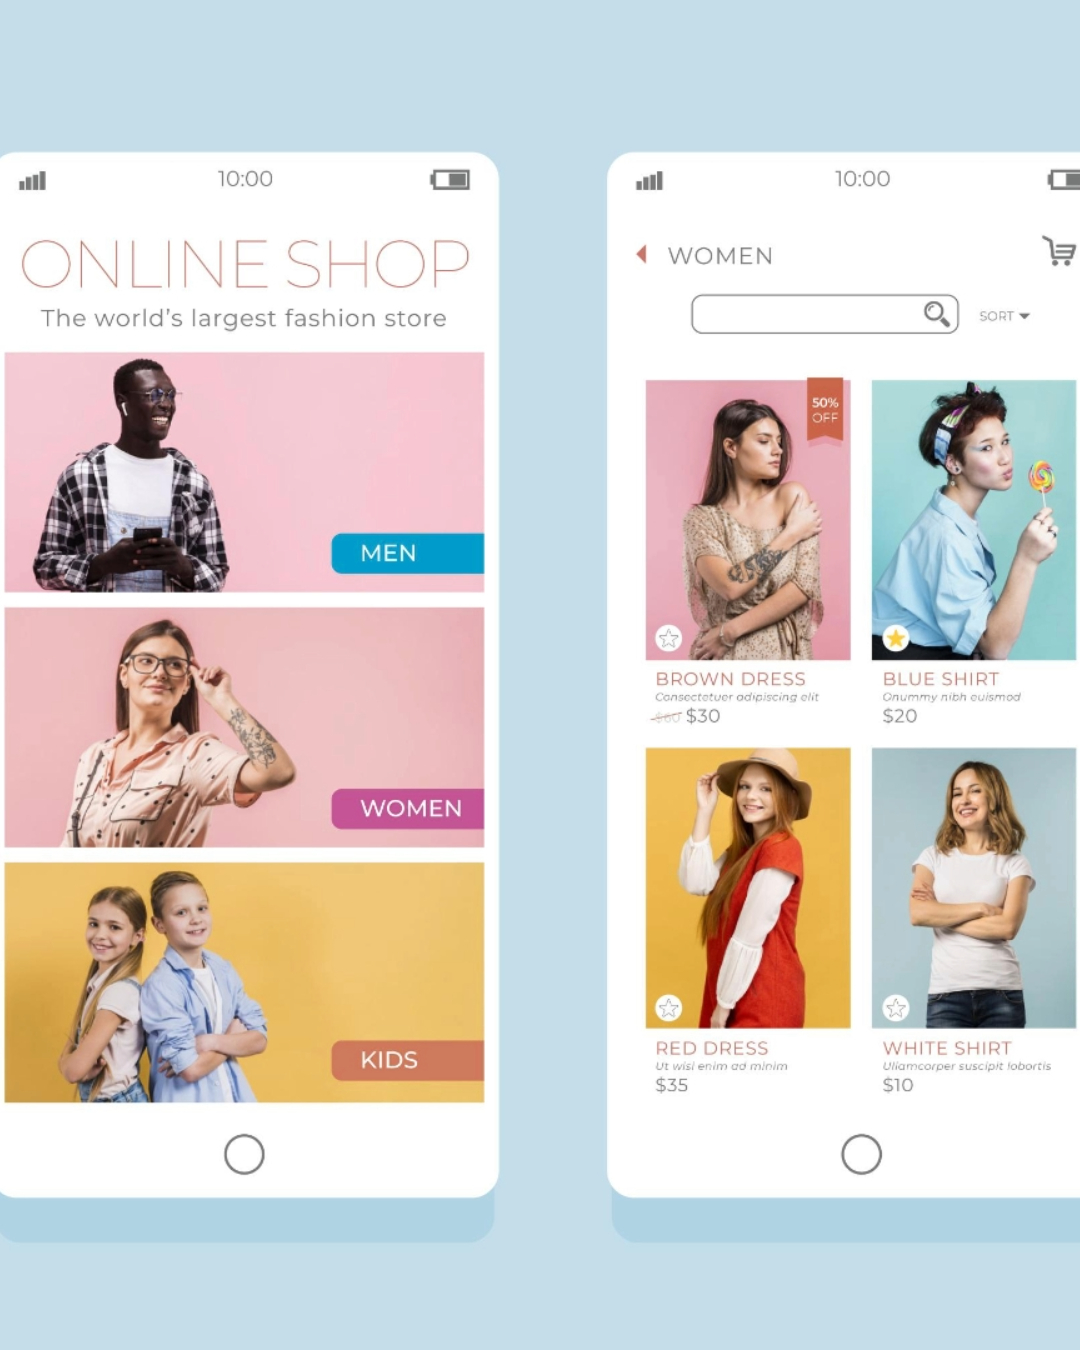 10:00
ONLINE SHOP
The world's largest fashion store
MEN
WOMEN
KIDS
10:00
WOMEN
SORT
50%
OFF
BROWN DRESS
Consectetuer adipiscing elit
$60 $30
BLUE SHIRT
Onummy nibh euismod
$20
RED DRESS
Ut wisi enim ad minim
$35
WHITE SHIRT
Ullamcorper suscipit lobortis
$10